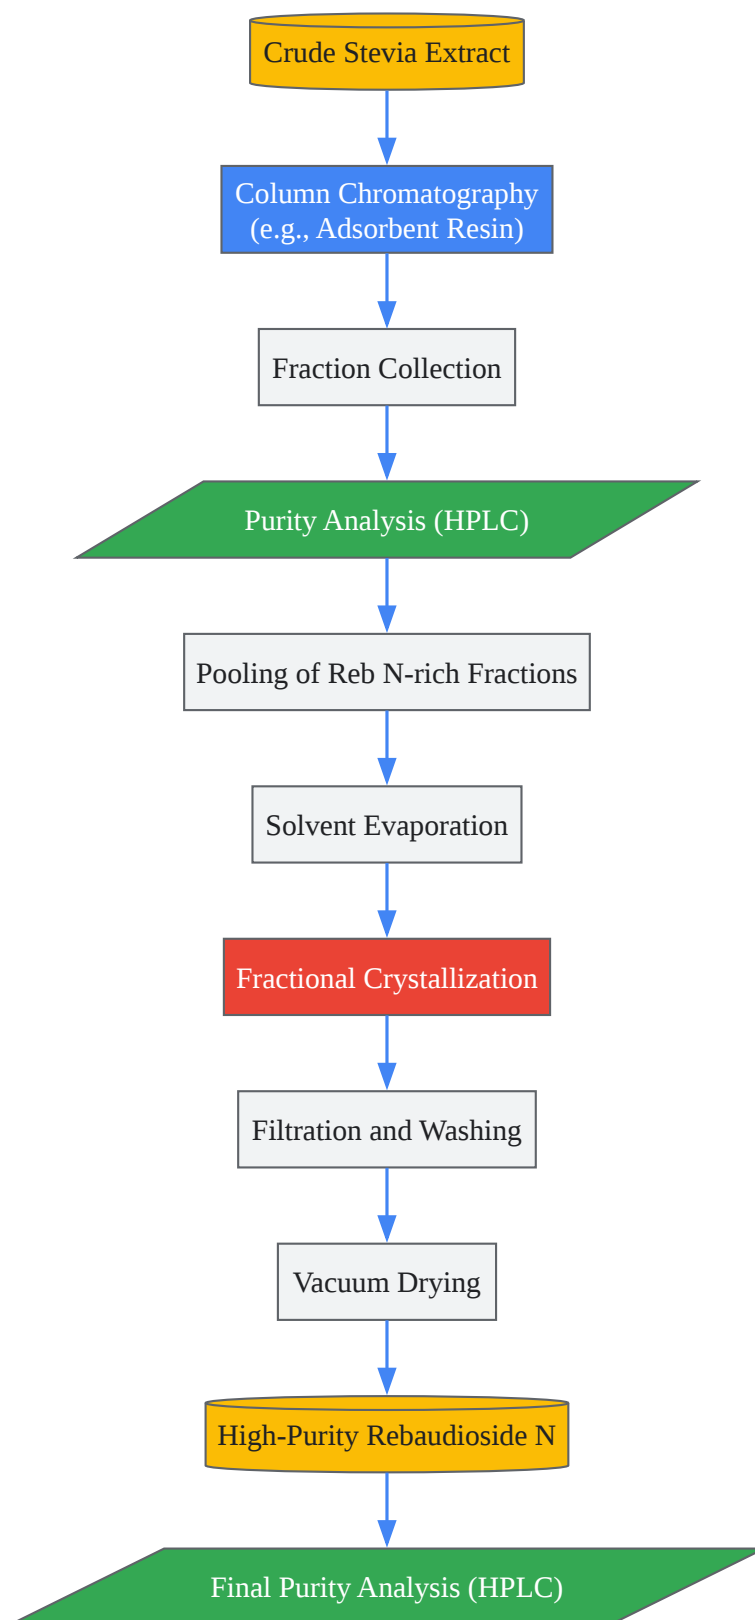 Crude Stevia Extract
Column Chromatography
(e.g., Adsorbent Resin)
Fraction Collection
Purity Analysis (HPLC)
Pooling of Reb N-rich Fractions
Solvent Evaporation
Fractional Crystallization
Filtration and Washing
Vacuum Drying
High-Purity Rebaudioside N
Final Purity Analysis (HPLC)